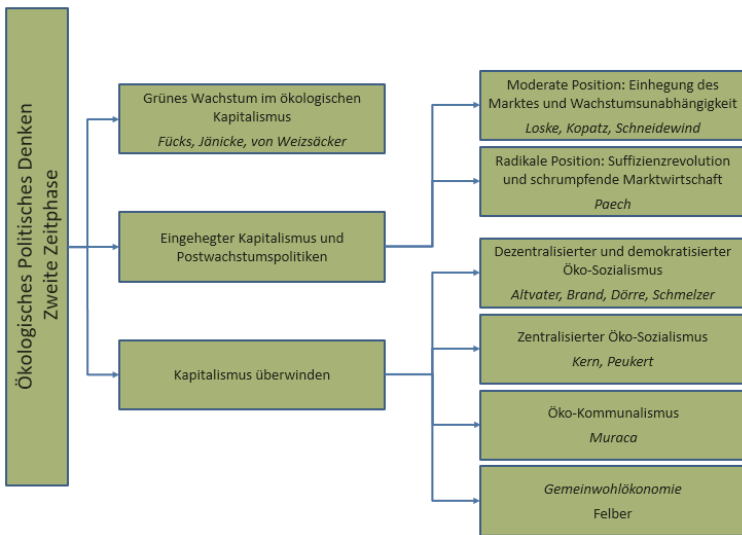 Ökologisches Politisches Denken
Zweite Zeitphase
Grünes Wachstum im ökologischen
Kapitalismus
Fücks, Jänicke, von Weizsäcker
Eingehegter Kapitalismus und
Postwachstumspolitiken
Kapitalismus überwinden
Moderate Position: Einhegung des
Marktes und Wachstumsunabhängigkeit
Loske, Kopatz, Schneidewind
Radikale Position: Suffizienzrevolution
und schrumpfende Marktwirtschaft
Paech
Dezentralisierter und demokratisierter
Öko-Sozialismus
Altvater, Brand, Dörre, Schmelzer
Zentralisierter Öko-Sozialismus
Kern, Peukert
Öko-Kommunalismus
Muraca
Gemeinwohlökonomie
Felber